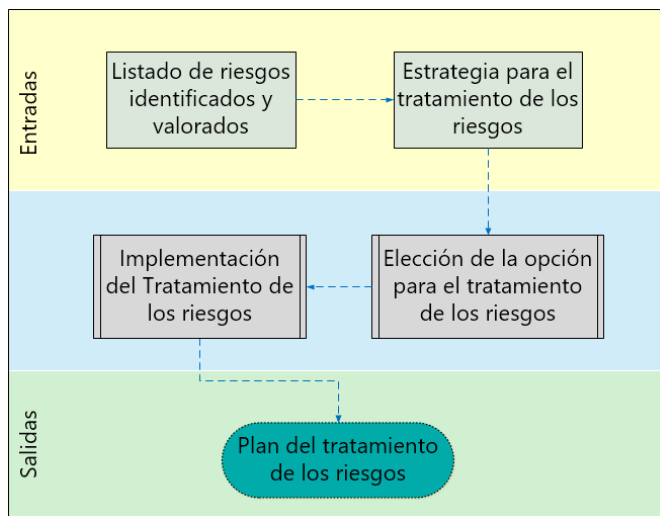 Entradas
Listado de riesgos
identificados y
valorados
Estrategia para el
tratamiento de los
riesgos
Implementación
del Tratamiento de
los riesgos
Elección de la opción
para el tratamiento
de los riesgos
Salidas
Plan del tratamiento
de los riesgos